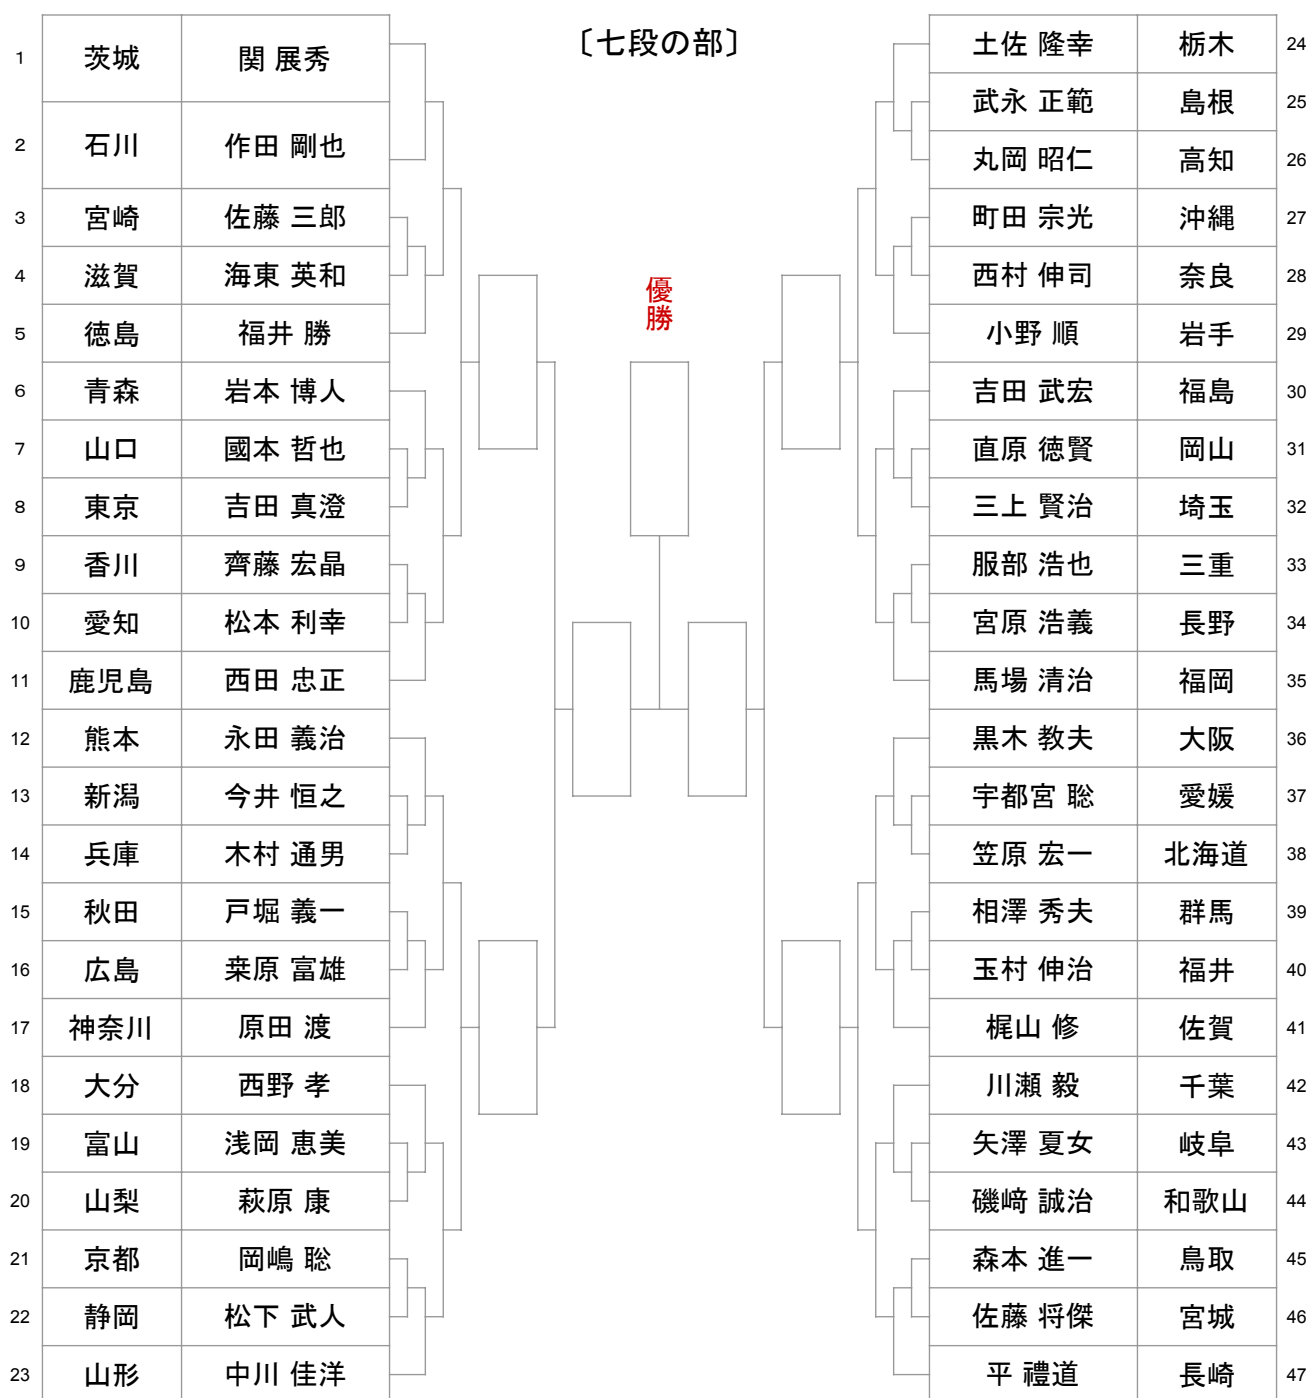 〔七段の部〕
優勝
1 茨城 関 展秀
2 石川 作田 剛也
3 宮崎 佐藤 三郎
4 滋賀 海東 英和
5 徳島 福井 勝
6 青森 岩本 博人
7 山口 國本 哲也
8 東京 吉田 真澄
9 香川 齊藤 宏晶
10 愛知 松本 利幸
11 鹿児島 西田 忠正
12 熊本 永田 義治
13 新潟 今井 恒之
14 兵庫 木村 通男
15 秋田 戸堀 義一
16 広島 桒原 富雄
17 神奈川 原田 渡
18 大分 西野 孝
19 富山 浅岡 恵美
20 山梨 萩原 康
21 京都 岡嶋 聡
22 静岡 松下 武人
23 山形 中川 佳洋
土佐 隆幸 栃木 24
武永 正範 島根 25
丸岡 昭仁 高知 26
町田 宗光 沖縄 27
西村 伸司 奈良 28
小野 順 岩手 29
吉田 武宏 福島 30
直原 徳賢 岡山 31
三上 賢治 埼玉 32
服部 浩也 三重 33
宮原 浩義 長野 34
馬場 清治 福岡 35
黒木 教夫 大阪 36
宇都宮 聡 愛媛 37
笠原 宏一 北海道 38
相澤 秀夫 群馬 39
玉村 伸治 福井 40
梶山 修 佐賀 41
川瀬 毅 千葉 42
矢澤 夏女 岐阜 43
磯﨑 誠治 和歌山 44
森本 進一 鳥取 45
佐藤 将傑 宮城 46
平 禮道 長崎 47